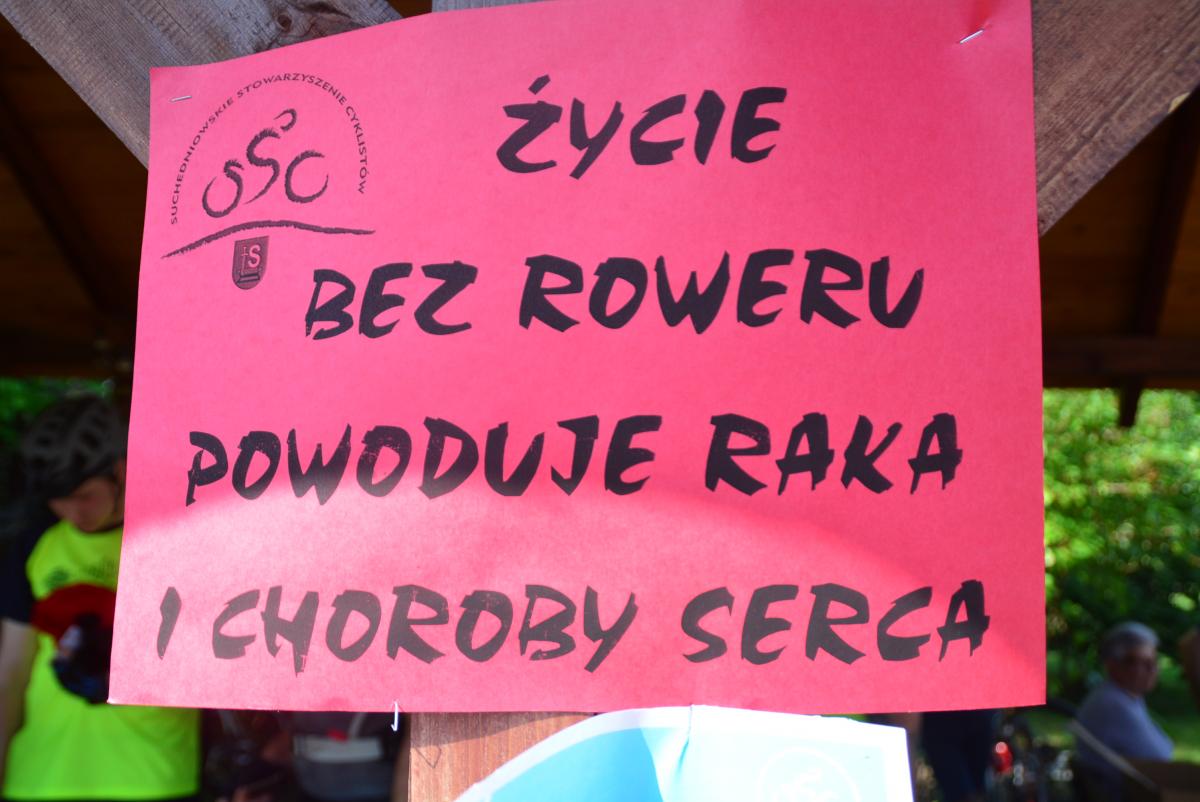 SUCHEDNIOWSKIE STOWARZYSZENIE CYKLISTÓW
SSC
S
ŻYCIE
BEZ ROWERU
POWODUJE RAKA
I CHOROBY SERCA